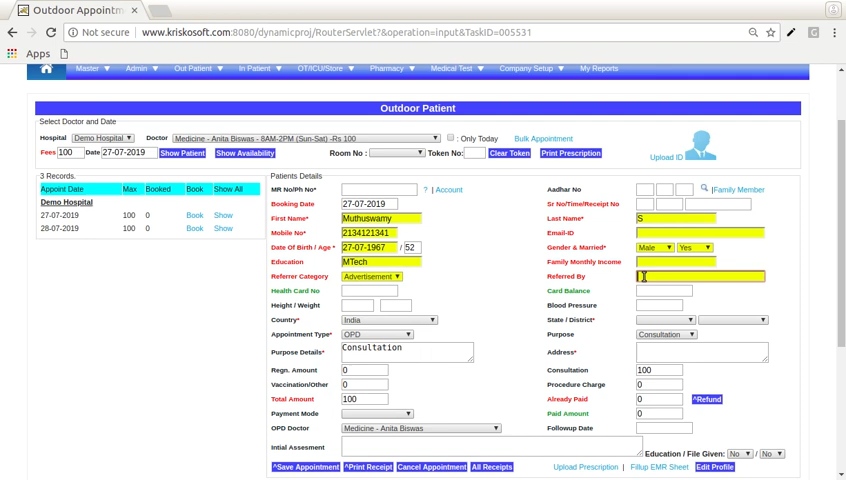 Outdoor Appointm ×
Not secure | www.kriskosoft.com:8080/dynamicproj/RouterServlet?&operation=input&TaskID=005531
Apps
Master Admin Out Patient In Patient OT/ICU/Store Pharmacy Medical Test Company Setup My Reports
Outdoor Patient
Select Doctor and Date
Hospital Demo Hospital Doctor Medicine - Anita Biswas - 8AM-2PM (Sun-Sat) -Rs 100 : Only Today Bulk Appointment
Fees 100 Date 27-07-2019 Show Patient Show Availability Room No : Token No: Clear Token Print Prescription Upload ID
3 Records.
Appoint Date Max Booked Book Show All
Demo Hospital
27-07-2019 100 0 Book Show
28-07-2019 100 0 Book Show
Patients Details
MR No/Ph No* ? | Account Aadhar No |Family Member
Booking Date 27-07-2019 Sr No/Time/Receipt No
First Name* Muthuswamy Last Name* S
Mobile No* 2134121341 Email-ID
Date Of Birth / Age * 27-07-1967 / 52 Gender & Married* Male Yes
Education MTech Family Monthly Income
Referrer Category Advertisement Referred By
Health Card No Card Balance
Height / Weight Blood Pressure
Country* India State / District*
Appointment Type* OPD Purpose Consultation
Purpose Details* Consultation Address*
Regn. Amount 0 Consultation 100
Vaccination/Other 0 Procedure Charge 0
Total Amount 100 Already Paid 0 ^Refund
Payment Mode Paid Amount 0
OPD Doctor Medicine - Anita Biswas Followup Date
Intial Assesment Education / File Given: No / No
^Save Appointment ^Print Receipt Cancel Appointment All Receipts Upload Prescription | Fillup EMR Sheet Edit Profile